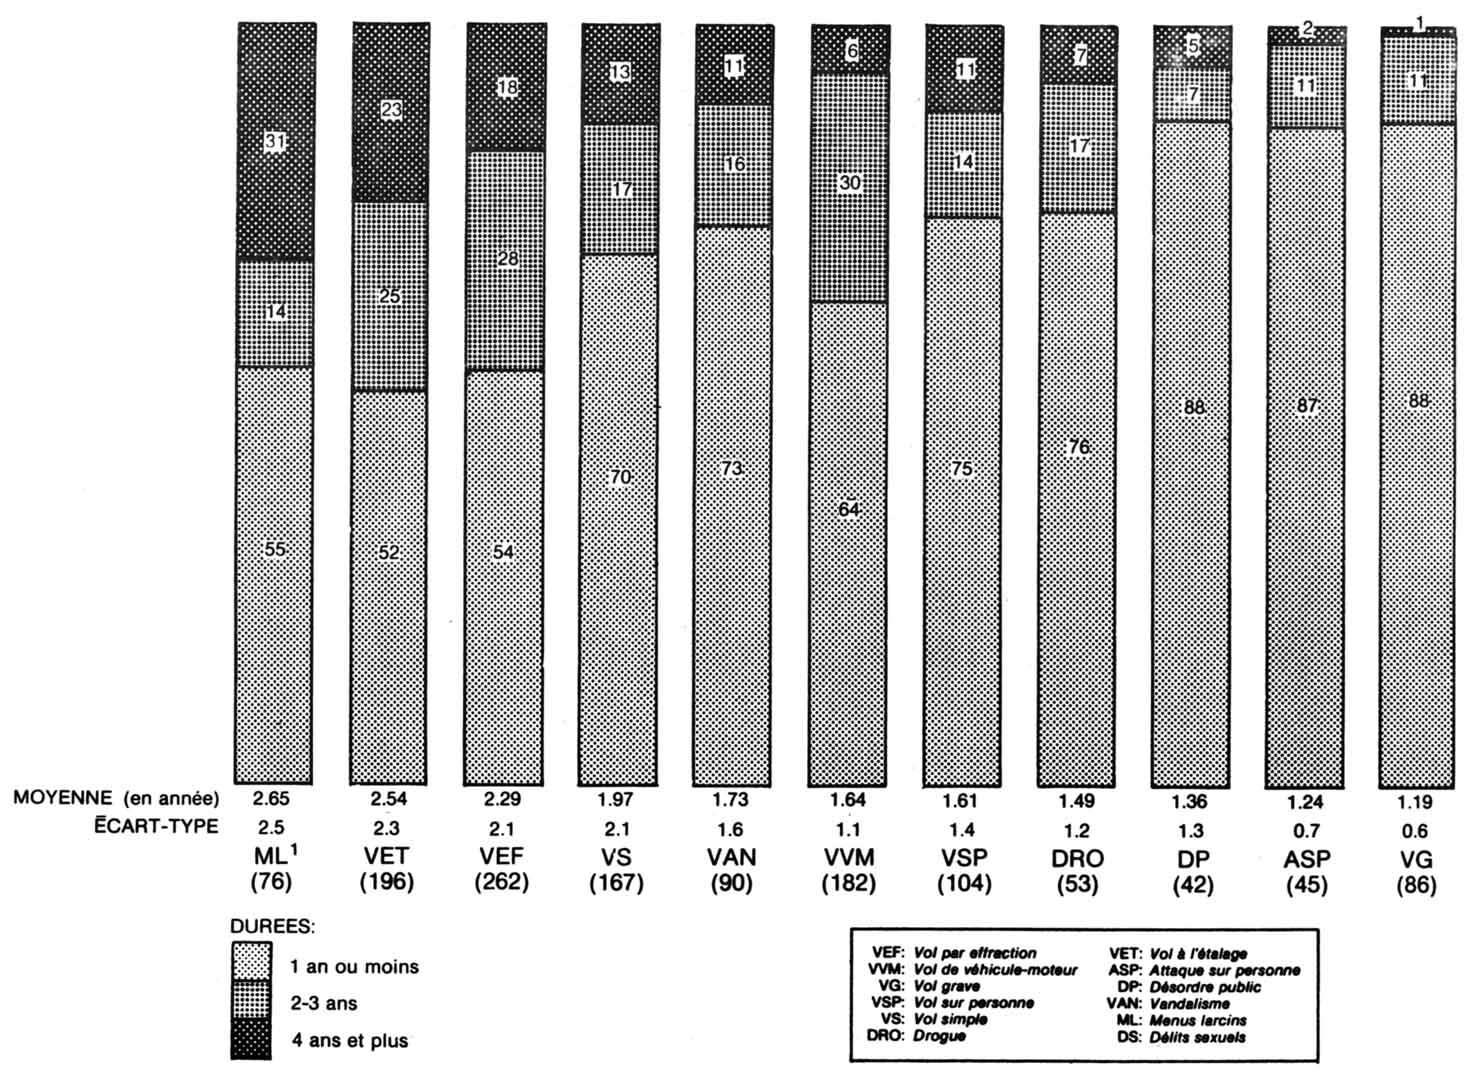 31 23 18 13 11 6 11 7 5 2 1
14 25 28 17 16 30 14 17 7 11 11
55 52 54 70 73 64 75 76 88 87 88
MOYENNE (en année) 2.65 2.54 2.29 1.97 1.73 1.64 1.61 1.49 1.36 1.24 1.19
ÉCART-TYPE 2.5 2.3 2.1 2.1 1.6 1.1 1.4 1.2 1.3 0.7 0.6
ML¹ VET VEF VS VAN VVM VSP DRO DP ASP VG
(76) (196) (262) (167) (90) (182) (104) (53) (42) (45) (86)
DUREES:
1 an ou moins
2-3 ans
4 ans et plus
VEF: Vol par effraction
VVM: Vol de véhicule-moteur
VG: Vol grave
VSP: Vol sur personne
VS: Vol simple
DRO: Drogue
VET: Vol à l'étalage
ASP: Attaque sur personne
DP: Désordre public
VAN: Vandalisme
ML: Menus larcins
DS: Délits sexuels